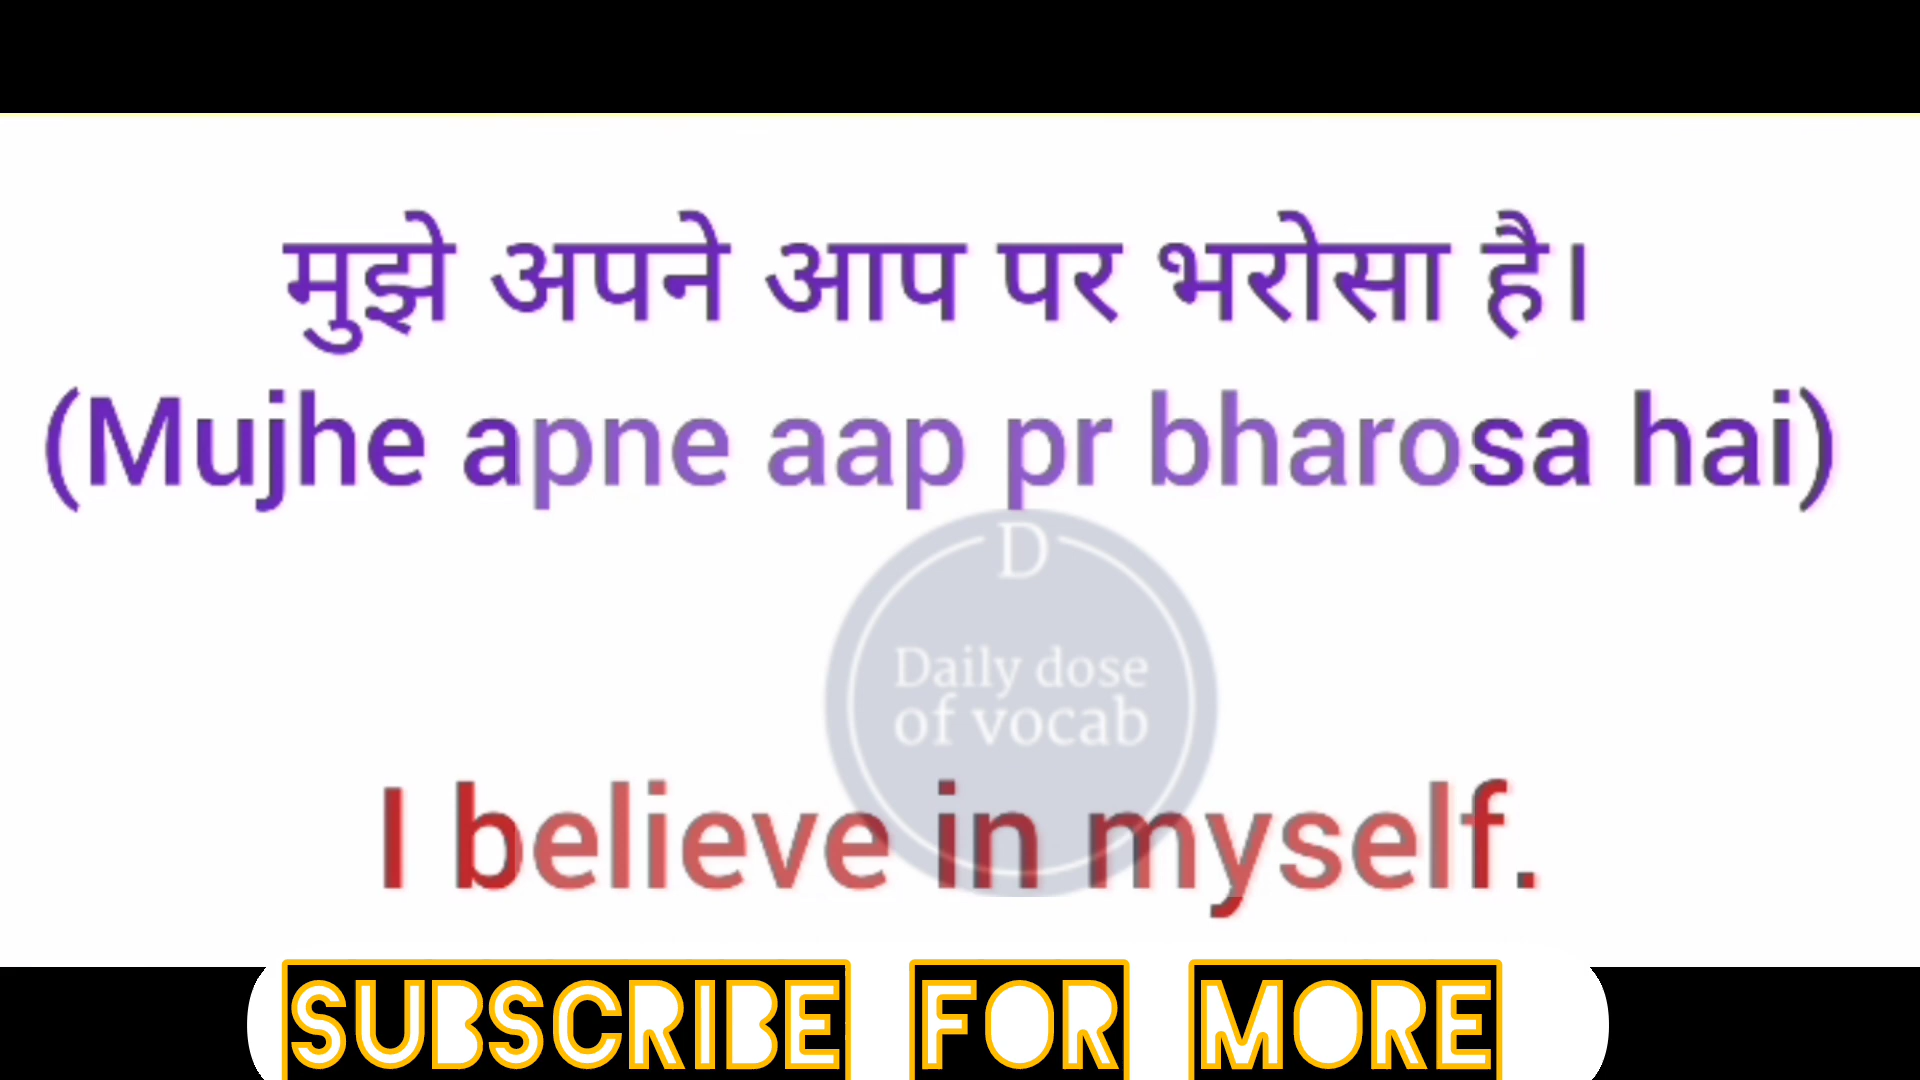 मुझे अपने आप पर भरोसा है।
(Mujhe apne aap pr bharosa hai)
D
Daily dose
of vocab
I believe in myself.
SUBSCRIBE FOR MORE